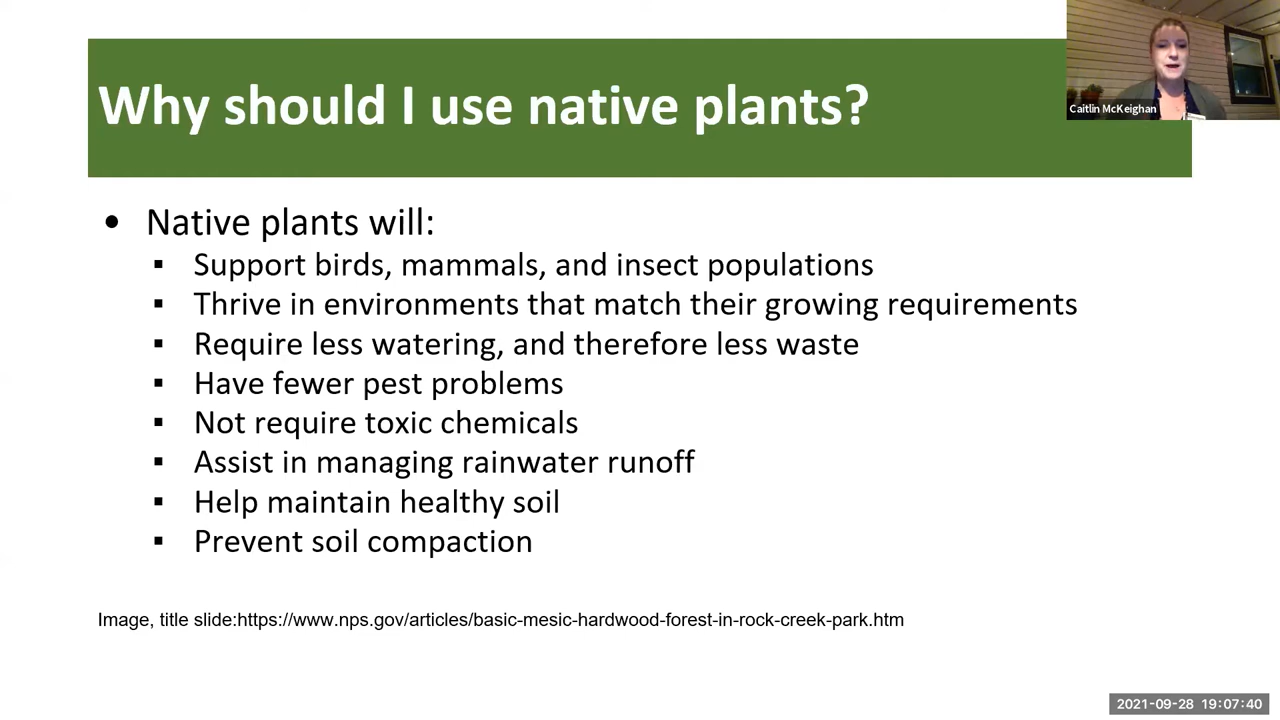 Why should I use native plants?
Caitlin McKeighan
• Native plants will:
▪ Support birds, mammals, and insect populations
▪ Thrive in environments that match their growing requirements
▪ Require less watering, and therefore less waste
▪ Have fewer pest problems
▪ Not require toxic chemicals
▪ Assist in managing rainwater runoff
▪ Help maintain healthy soil
▪ Prevent soil compaction
Image, title slide:https://www.nps.gov/articles/basic-mesic-hardwood-forest-in-rock-creek-park.htm
2021-09-28 19:07:40